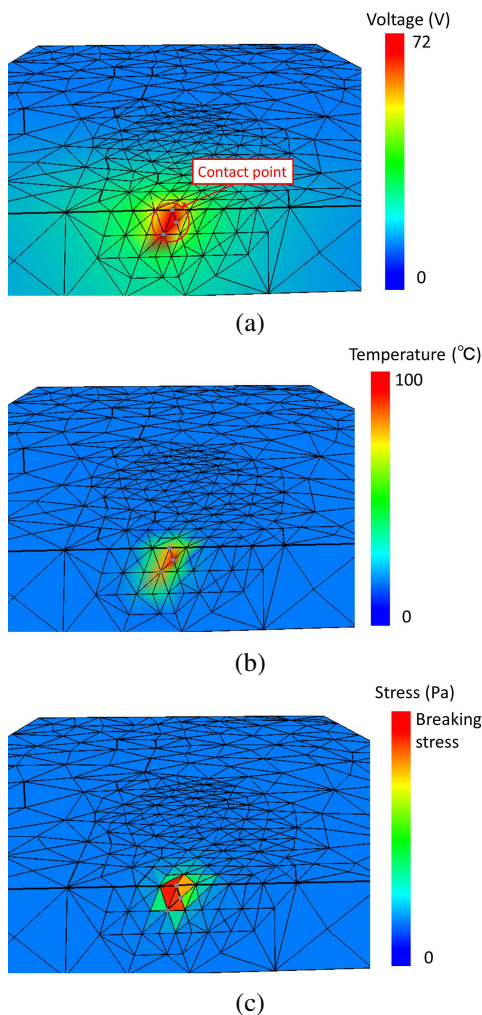 Voltage (V)
72
Contact point
0
(a)
Temperature (℃)
100
0
(b)
Stress (Pa)
Breaking
stress
0
(c)